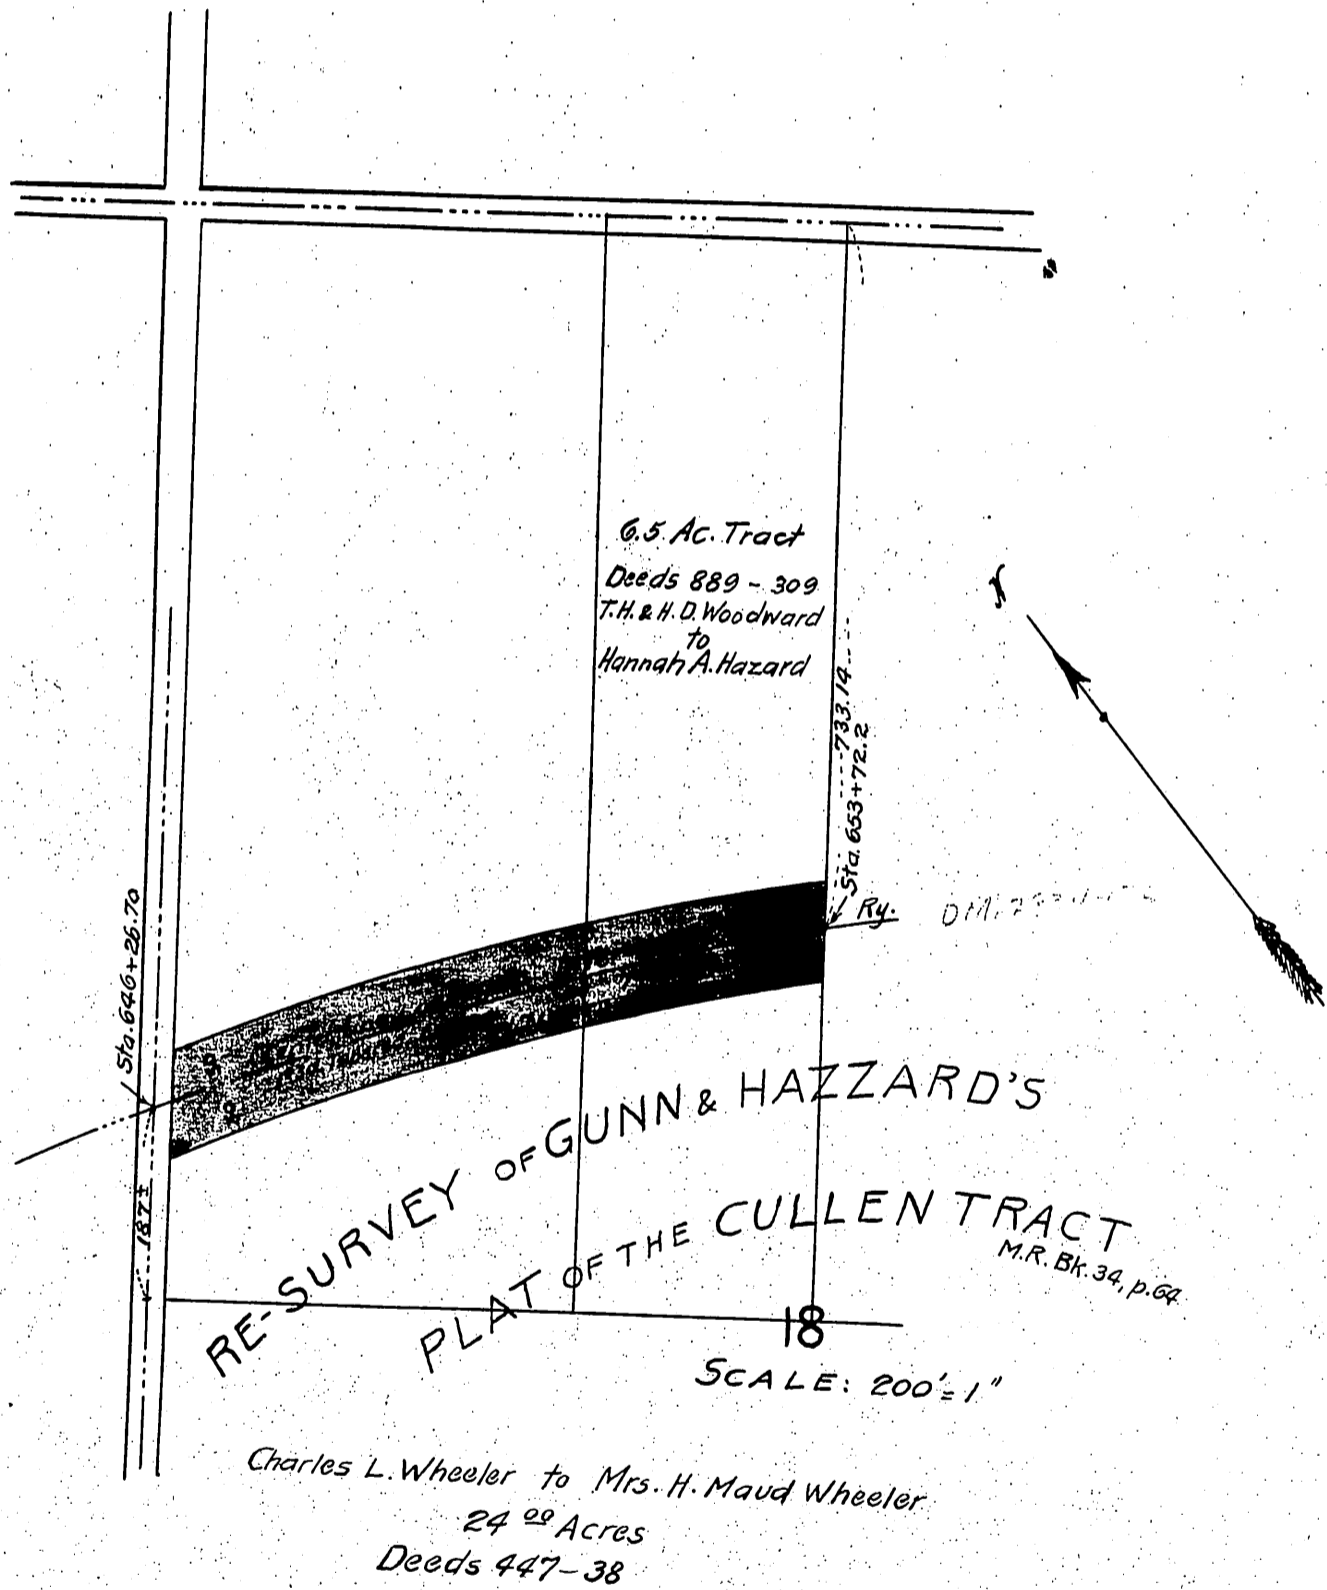 6.5 Ac. Tract
Deeds 889 - 309
T.H. & H.D. Woodward
to
Hannah A. Hazard
733.14
Sta. 653+72.2
Ry.
Sta. 646+26.70
187±
RE-SURVEY OF GUNN & HAZZARD'S
PLAT OF THE CULLEN TRACT
M.R. Bk. 34, p. 64
18
SCALE: 200'=1"
Charles L. Wheeler to Mrs. H. Maud Wheeler
24 00 Acres
Deeds 447-38